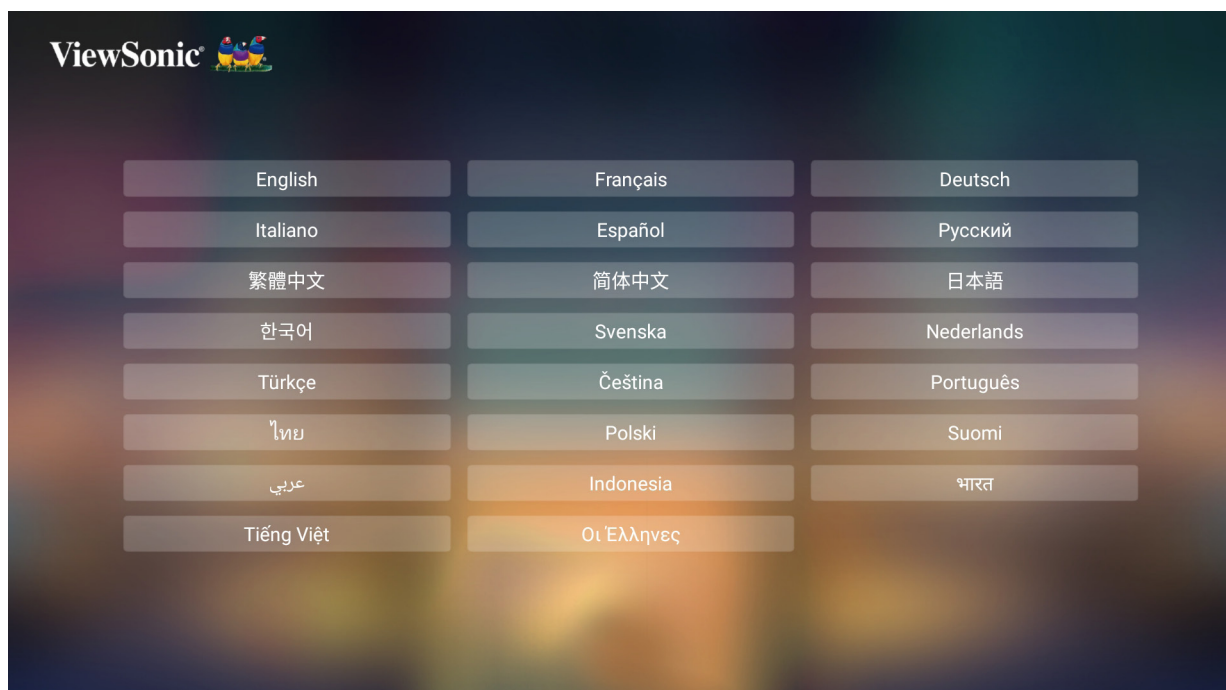 ViewSonic®
English Français Deutsch
Italiano Español Русский
繁體中文 简体中文 日本語
한국어 Svenska Nederlands
Türkçe Čeština Português
ไทย Polski Suomi
عربي Indonesia भारत
Tiếng Việt Οι Έλληνες